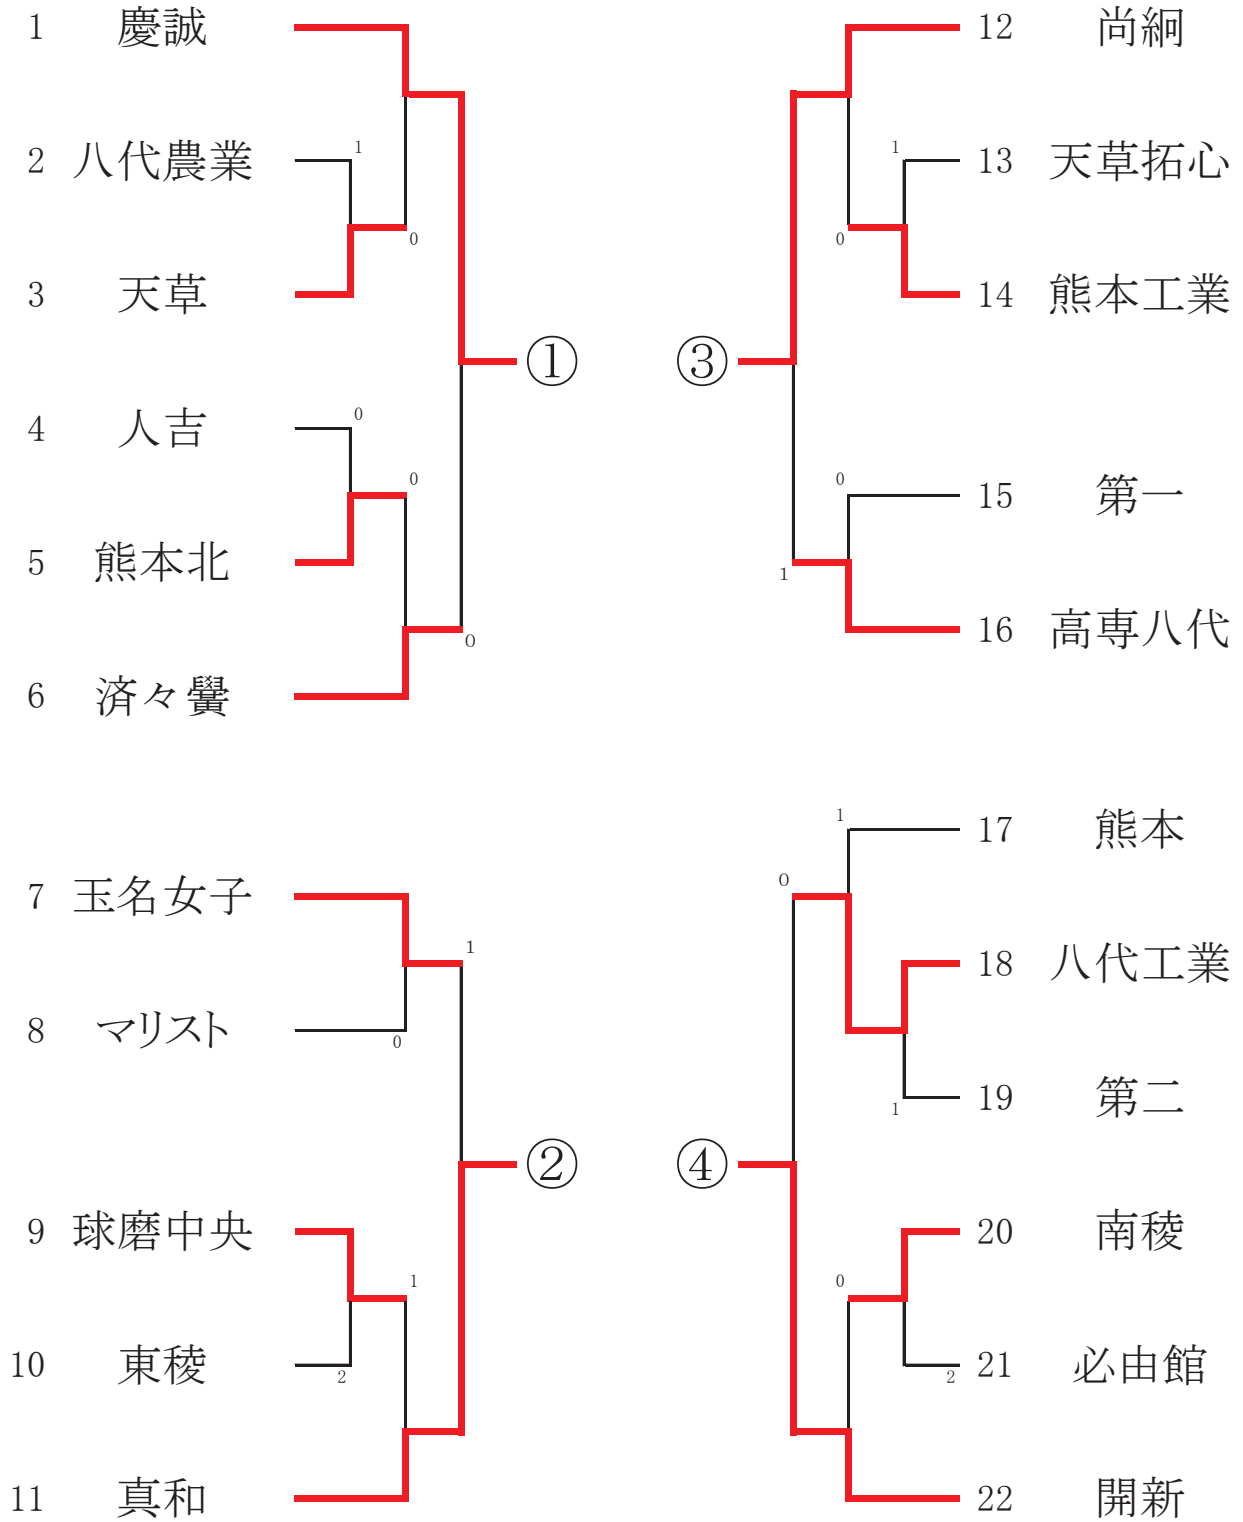 1 慶誠
2 八代農業
1
0
3 天草
①
4 人吉
0
0
5 熊本北
0
6 済々黌
7 玉名女子
1
8 マリスト
0
②
9 球磨中央
1
10 東稜
2
11 真和
12 尚絅
1
13 天草拓心
0
14 熊本工業
③
0
15 第一
1
16 高専八代
1
17 熊本
0
18 八代工業
19 第二
1
④
20 南稜
0
21 必由館
2
22 開新